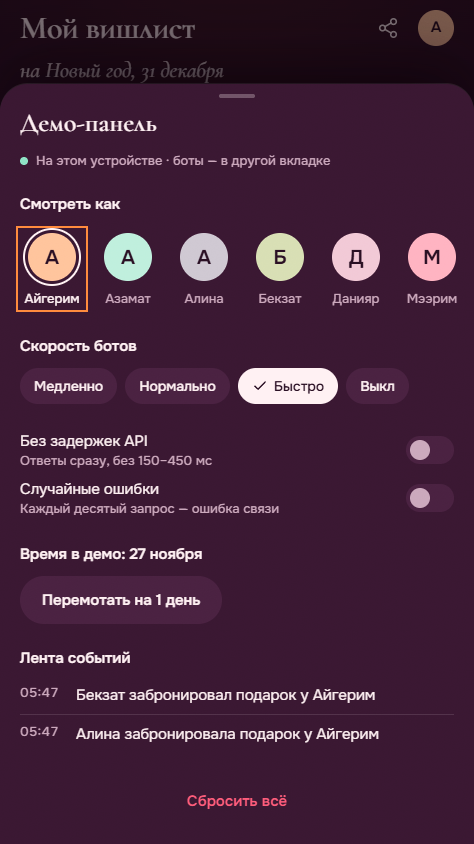 Мой вишлист
А
на Новый год, 31 декабря
Демо-панель
На этом устройстве · боты — в другой вкладке
Смотреть как
А
А
А
Б
Д
М
Айгерим
Азамат
Алина
Бекзат
Данияр
Мээрим
Скорость ботов
Медленно
Нормально
Быстро
Выкл
Без задержек API
Ответы сразу, без 150–450 мс
Случайные ошибки
Каждый десятый запрос — ошибка связи
Время в демо: 27 ноября
Перемотать на 1 день
Лента событий
05:47 Бекзат забронировал подарок у Айгерим
05:47 Алина забронировала подарок у Айгерим
Сбросить всё